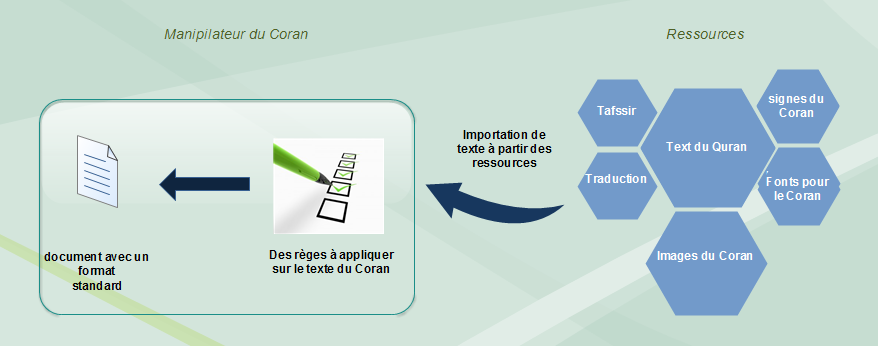 Manipilateur du Coran
Ressources
Tafssir
signes du
Coran
Text du Quran
Importation de
texte à partir des
ressources
Traduction
Fonts pour
le Coran
Images du Coran
Des règes à appliquer
sur le texte du Coran
document avec un
format
standard